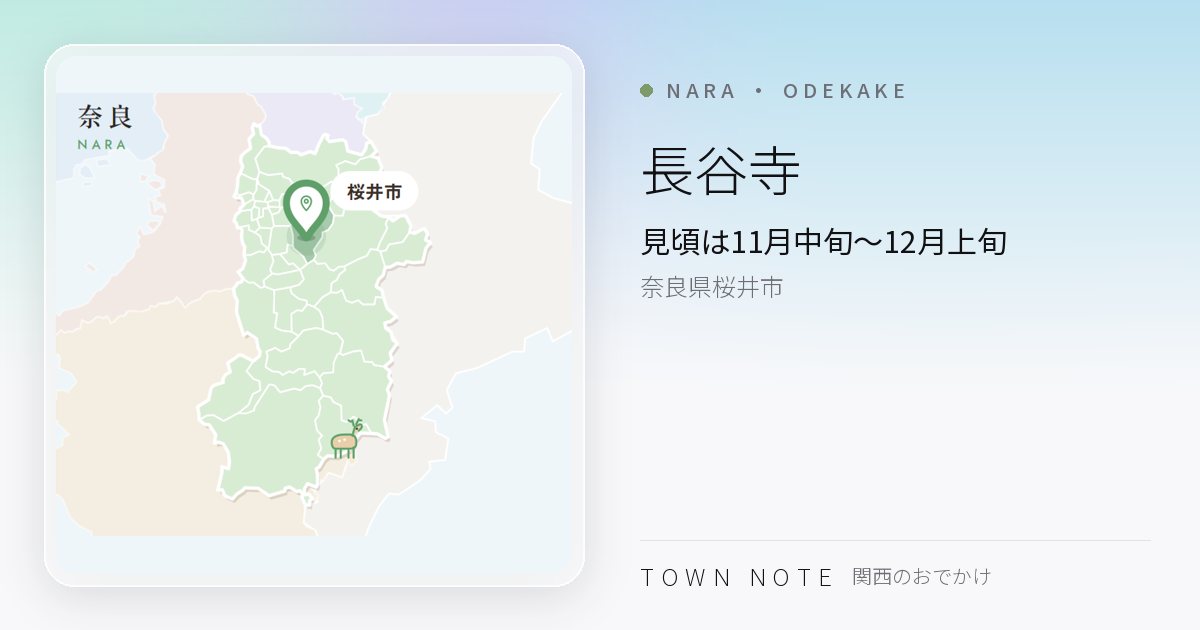 奈良
NARA
桜井市
NARA • ODEKAKE
長谷寺
見頃は11月中旬〜12月上旬
奈良県桜井市
TOWN NOTE 関西のおでかけ